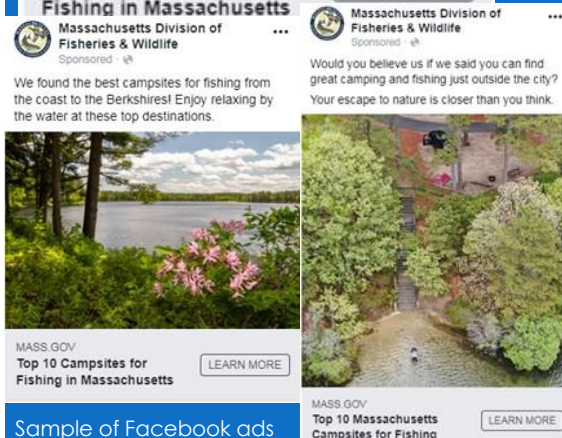 Fishing in Massachusetts
Massachusetts Division of
Fisheries & Wildlife
Sponsored
We found the best campsites for fishing from
the coast to the Berkshires! Enjoy relaxing by
the water at these top destinations.
MASS.GOV
Top 10 Campsites for
Fishing in Massachusetts
LEARN MORE
Sample of Facebook ads
Massachusetts Division of
Fisheries & Wildlife
Sponsored
Would you believe us if we said you can find
great camping and fishing just outside the city?
Your escape to nature is closer than you think.
MASS.GOV
Top 10 Massachusetts
Campsites for Fishing
LEARN MORE